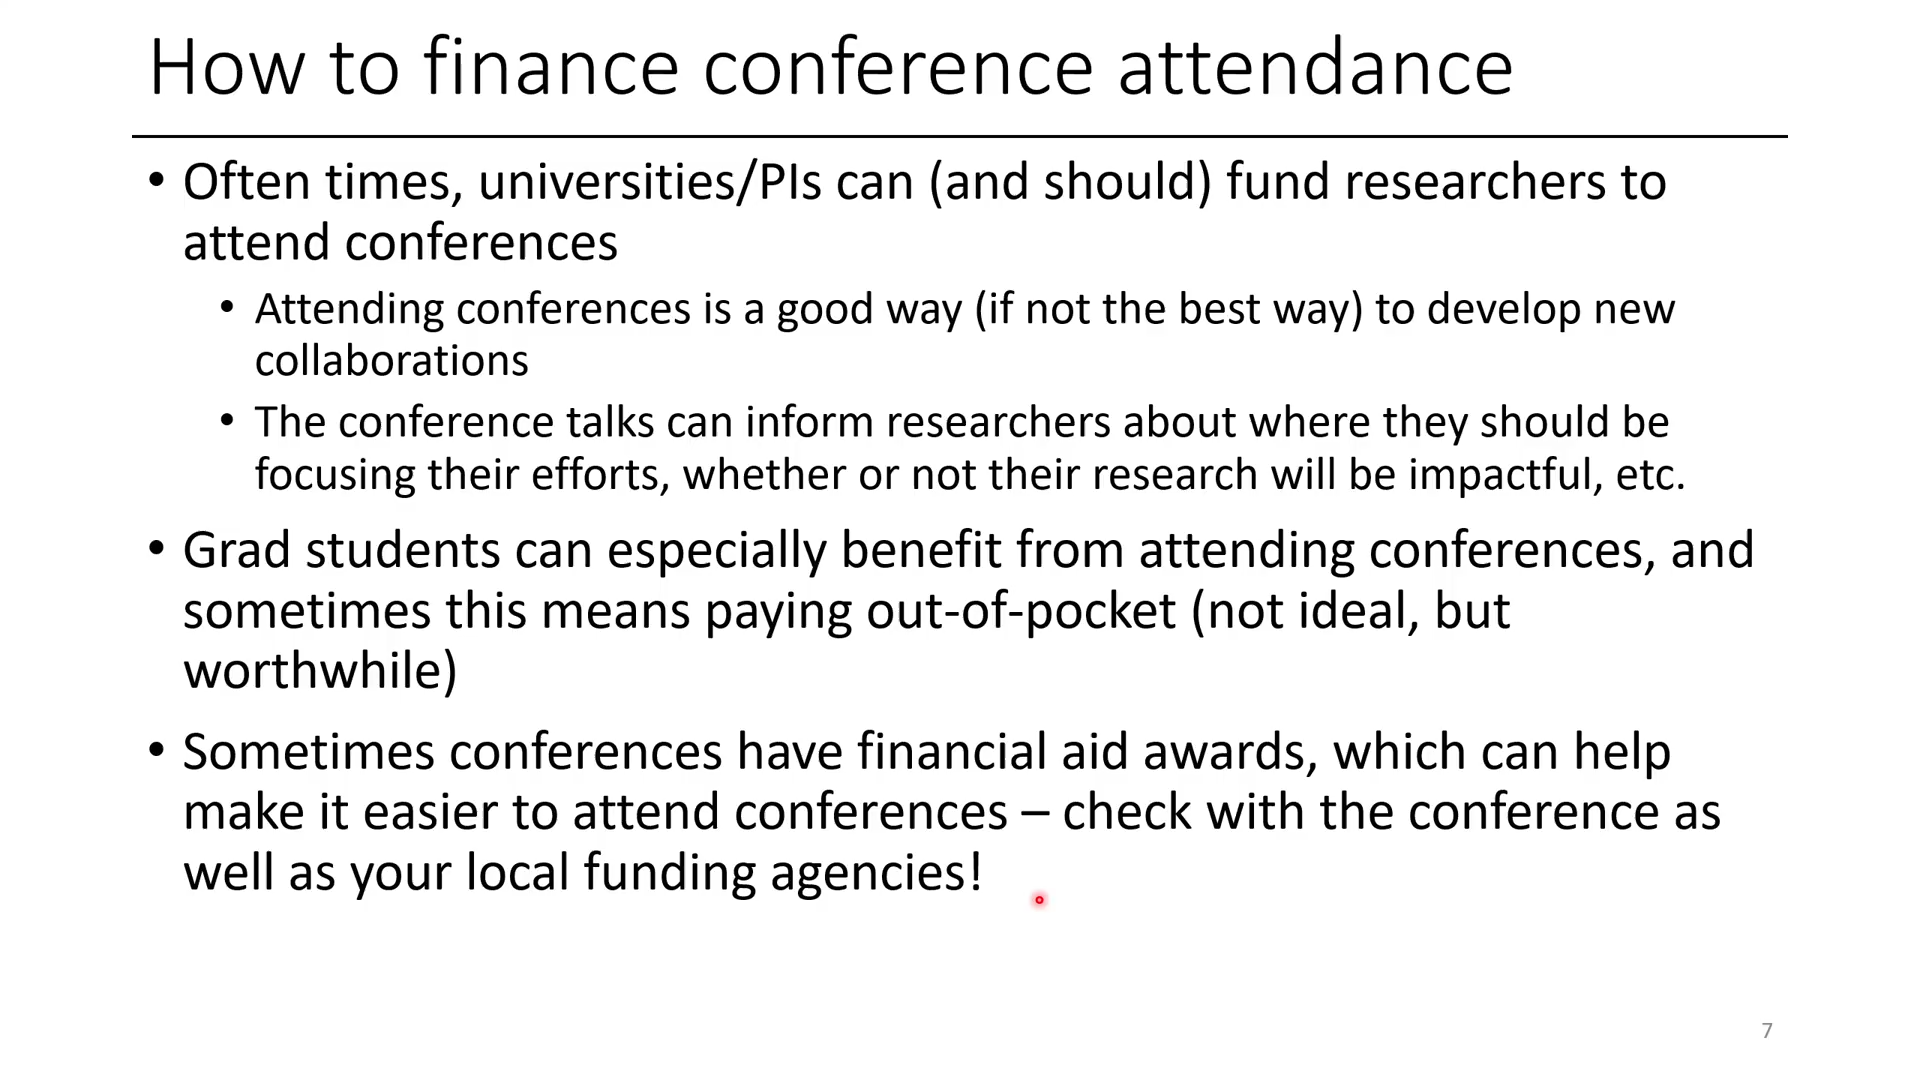 How to finance conference attendance
• Often times, universities/PIs can (and should) fund researchers to
attend conferences
• Attending conferences is a good way (if not the best way) to develop new
collaborations
• The conference talks can inform researchers about where they should be
focusing their efforts, whether or not their research will be impactful, etc.
• Grad students can especially benefit from attending conferences, and
sometimes this means paying out-of-pocket (not ideal, but
worthwhile)
• Sometimes conferences have financial aid awards, which can help
make it easier to attend conferences – check with the conference as
well as your local funding agencies!
7